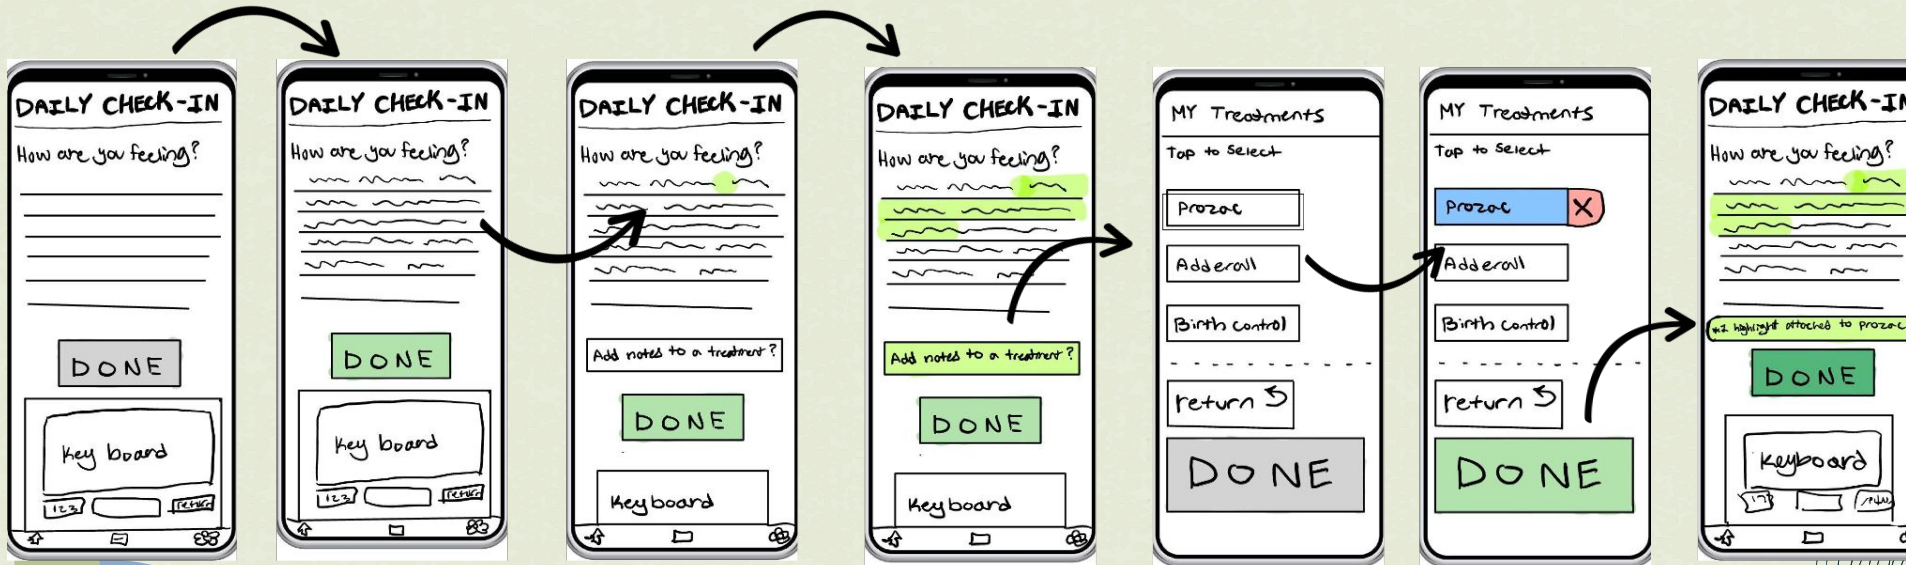 DAILY CHECK-IN
How are you feeling?
DONE
Key board
123
return
DAILY CHECK-IN
How are you feeling?
DONE
Key board
123
return
DAILY CHECK-IN
How are you feeling?
Add notes to a treatment?
DONE
Keyboard
DAILY CHECK-IN
How are you feeling?
Add notes to a treatment?
DONE
Keyboard
MY Treatments
Tap to Select
Prozac
Adderall
Birth control
return
DONE
MY Treatments
Tap to Select
Prozac
X
Adderall
Birth control
return
DONE
DAILY CHECK-IN
How are you feeling?
highlight attached to prozac
DONE
Keyboard